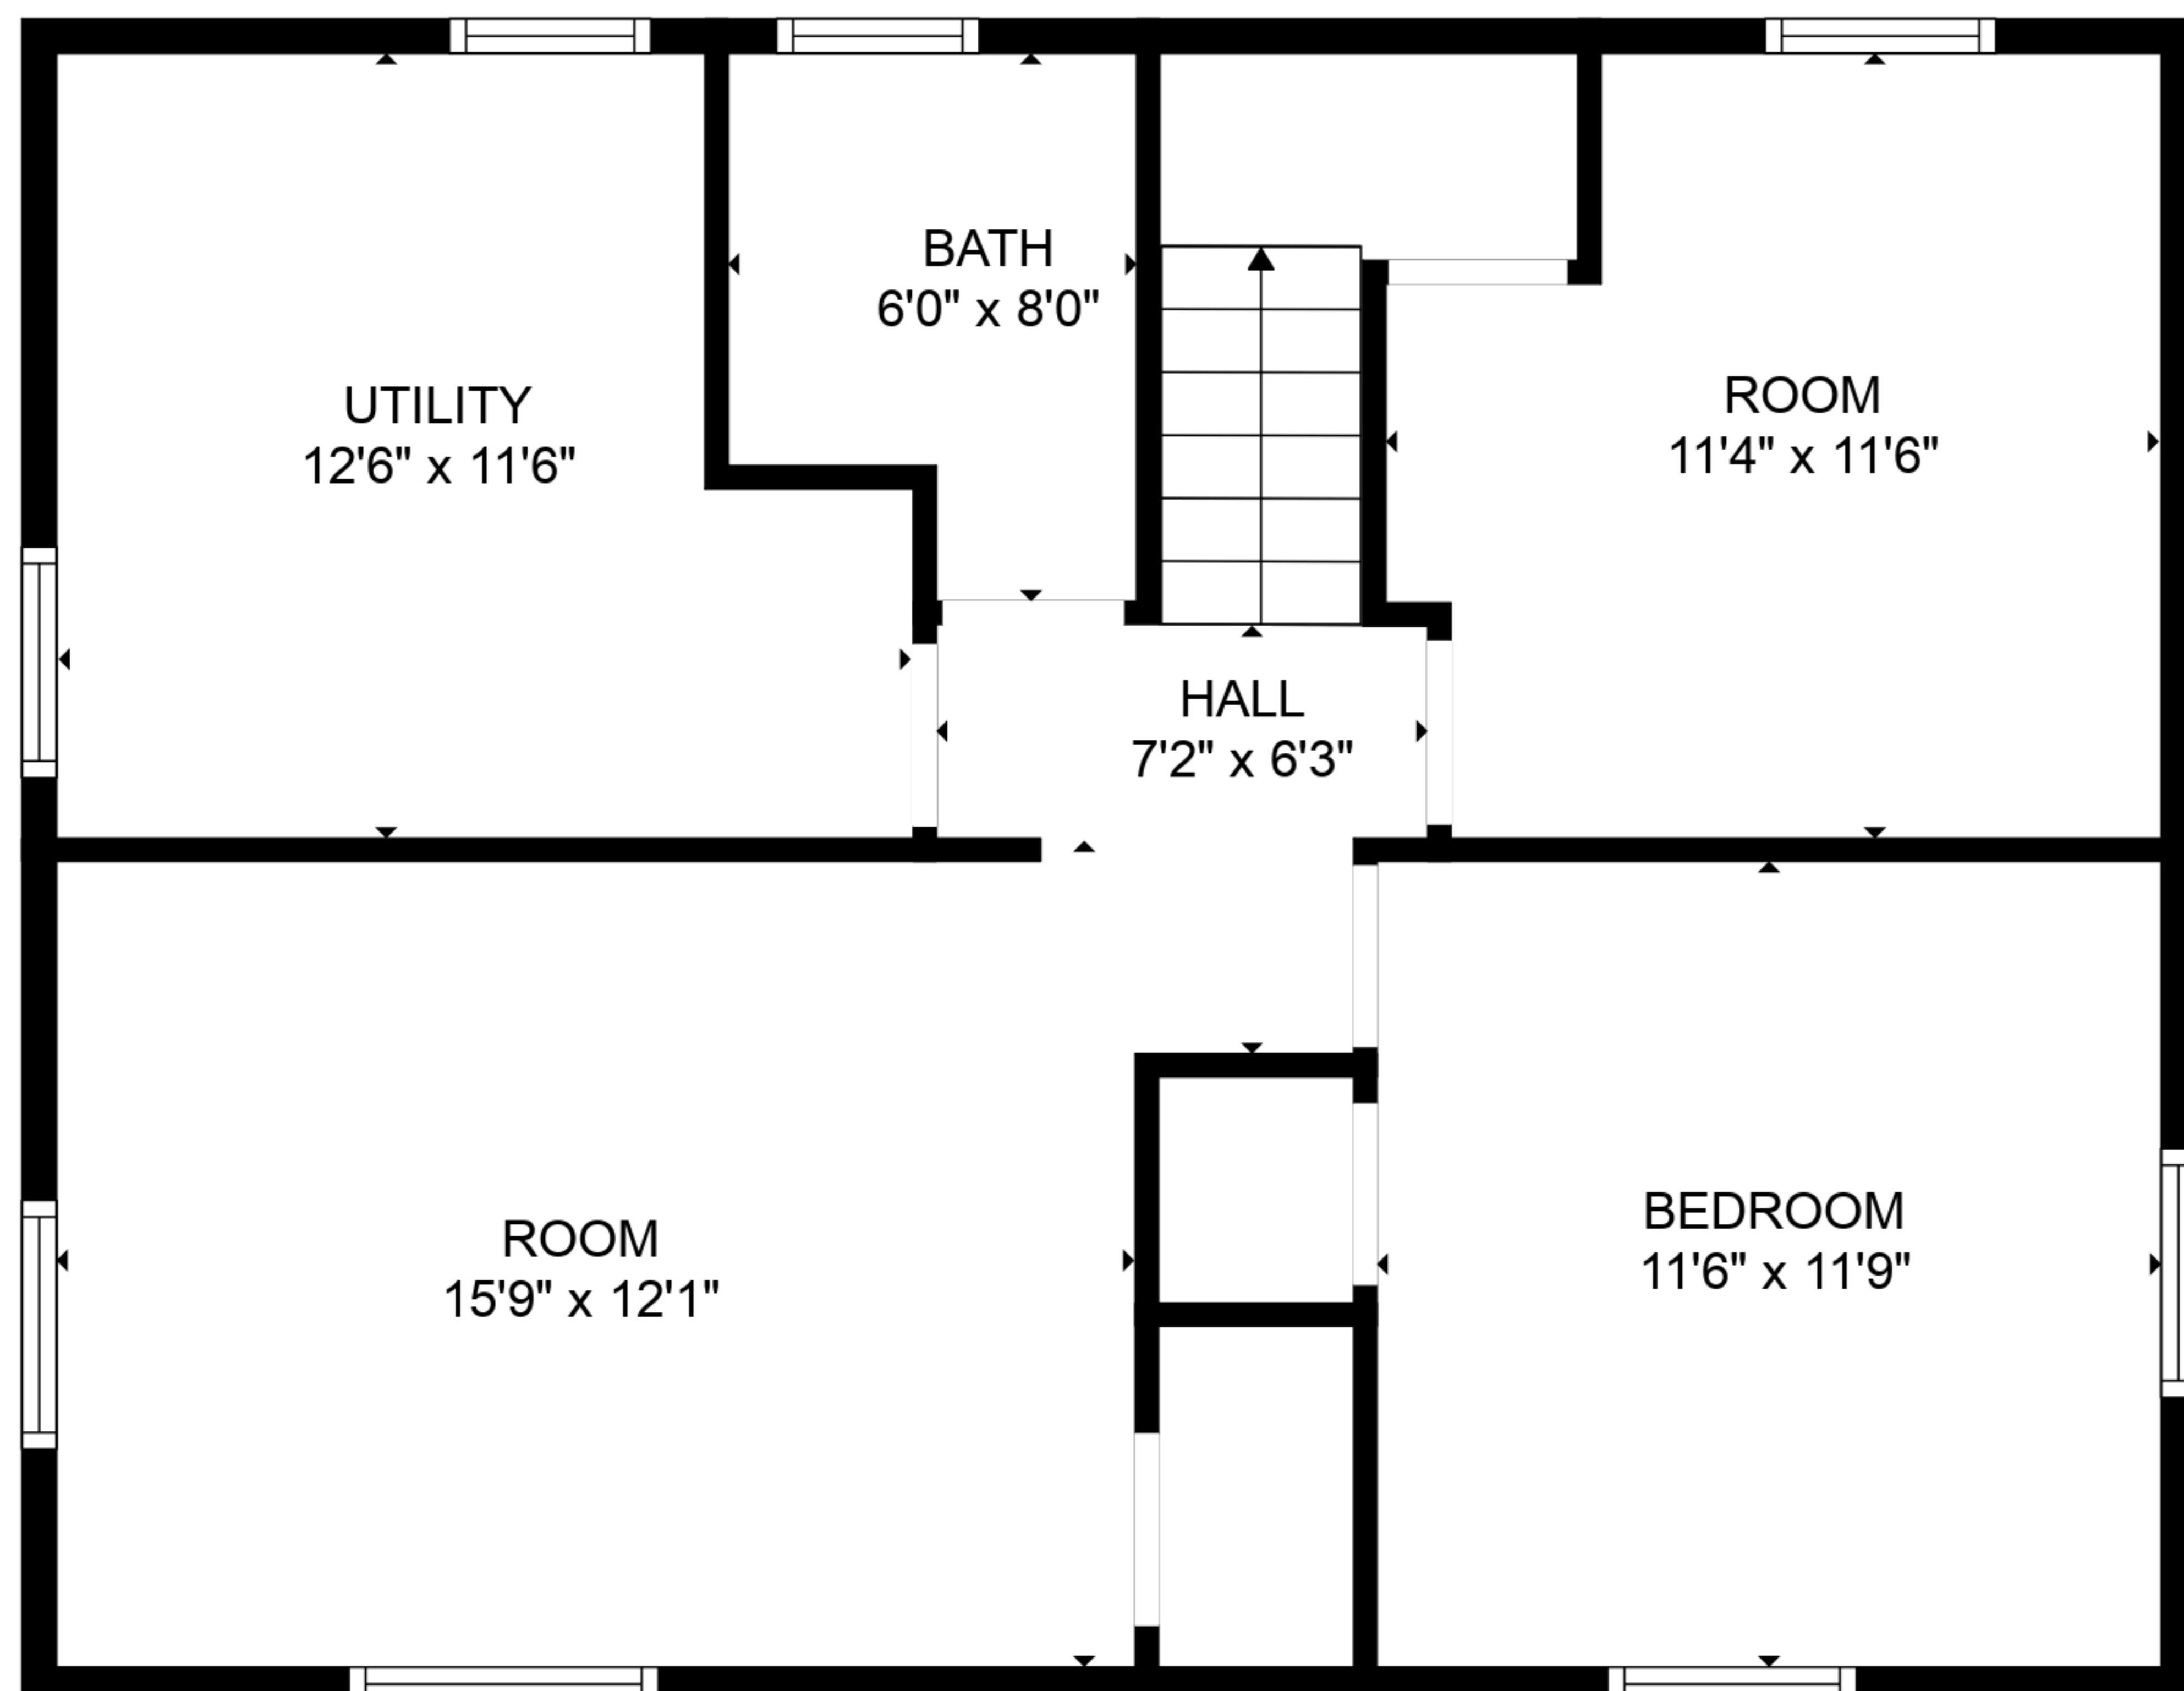 BATH
6'0" x 8'0"
UTILITY
12'6" x 11'6"
ROOM
11'4" x 11'6"
HALL
7'2" x 6'3"
ROOM
15'9" x 12'1"
BEDROOM
11'6" x 11'9"